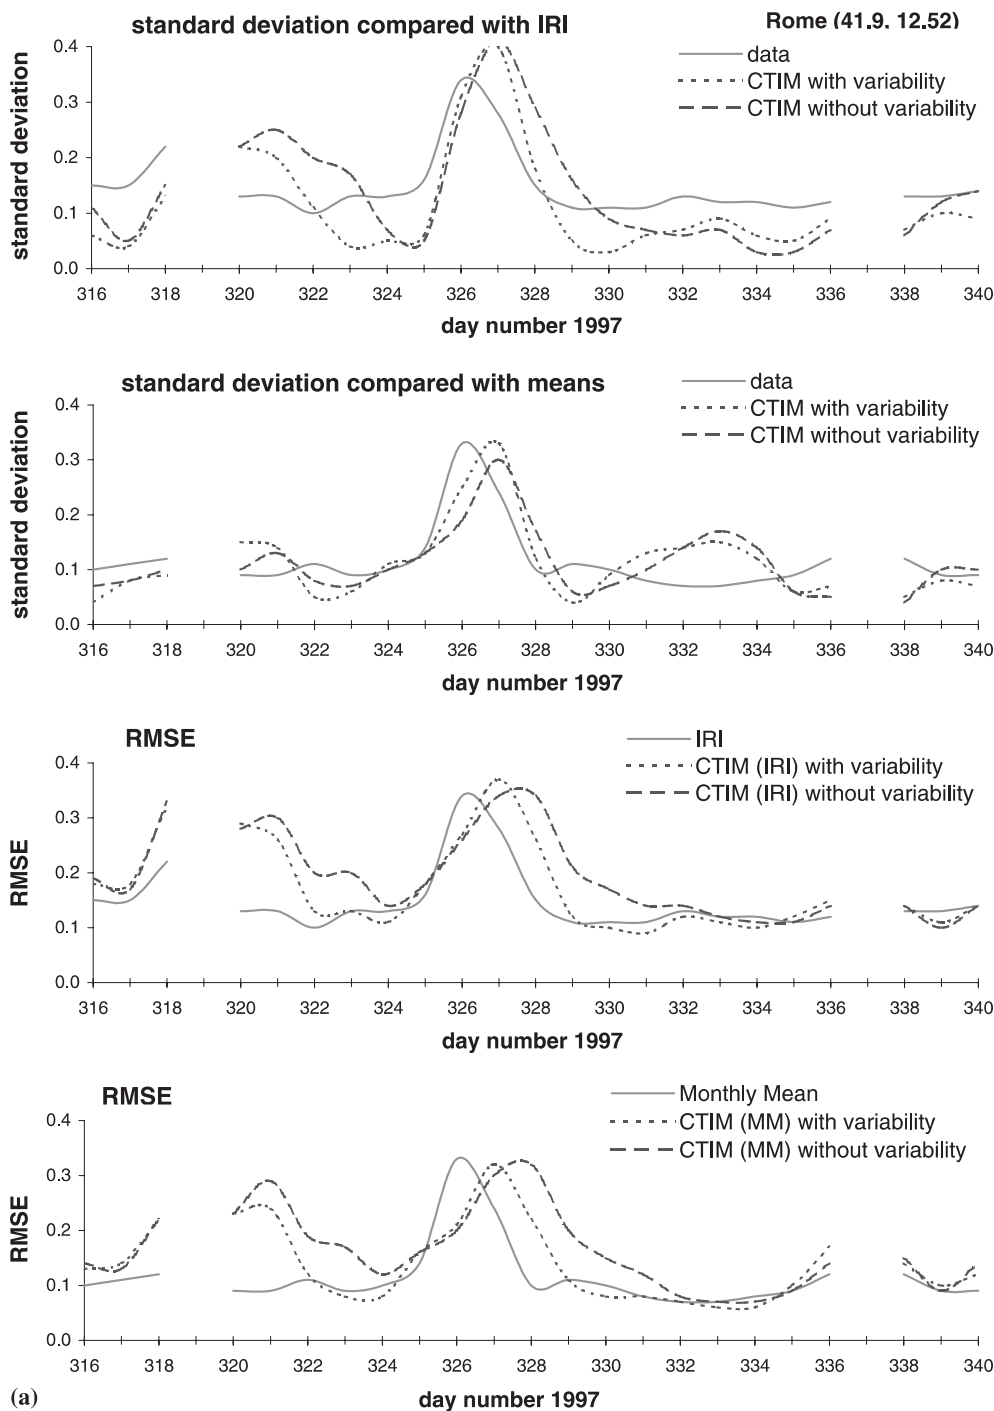 standard deviation compared with IRI
Rome (41.9, 12.52)
data
CTIM with variability
CTIM without variability
standard deviation
0.4
0.3
0.2
0.1
0.0
316 318 320 322 324 326 328 330 332 334 336 338 340
day number 1997
standard deviation compared with means
data
CTIM with variability
CTIM without variability
standard deviation
0.4
0.3
0.2
0.1
0.0
316 318 320 322 324 326 328 330 332 334 336 338 340
day number 1997
RMSE
IRI
CTIM (IRI) with variability
CTIM (IRI) without variability
RMSE
0.4
0.3
0.2
0.1
0.0
316 318 320 322 324 326 328 330 332 334 336 338 340
day number 1997
RMSE
Monthly Mean
CTIM (MM) with variability
CTIM (MM) without variability
RMSE
0.4
0.3
0.2
0.1
0.0
316 318 320 322 324 326 328 330 332 334 336 338 340
(a)
day number 1997